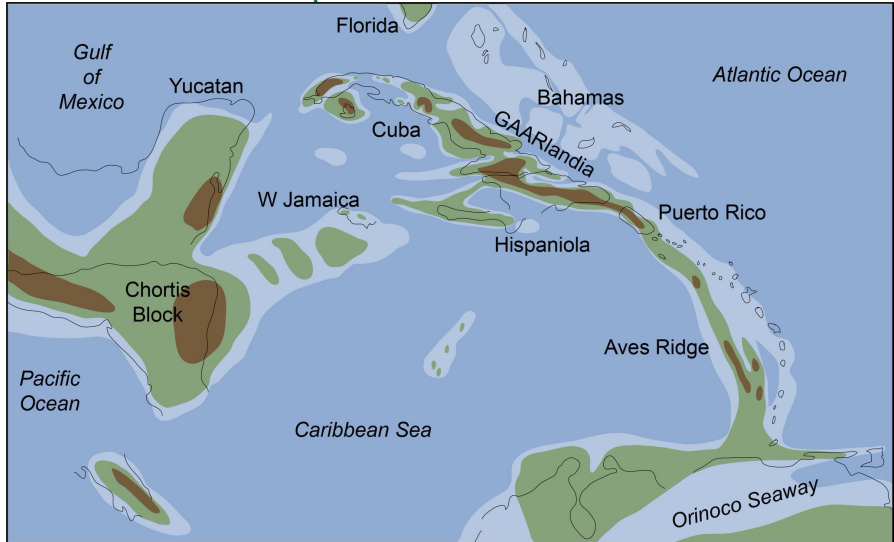 Florida
Gulf
of
Mexico
Yucatan
Atlantic Ocean
Bahamas
Cuba
GAARlandia
W Jamaica
Puerto Rico
Hispaniola
Chortis
Block
Aves Ridge
Pacific
Ocean
Caribbean Sea
Orinoco Seaway